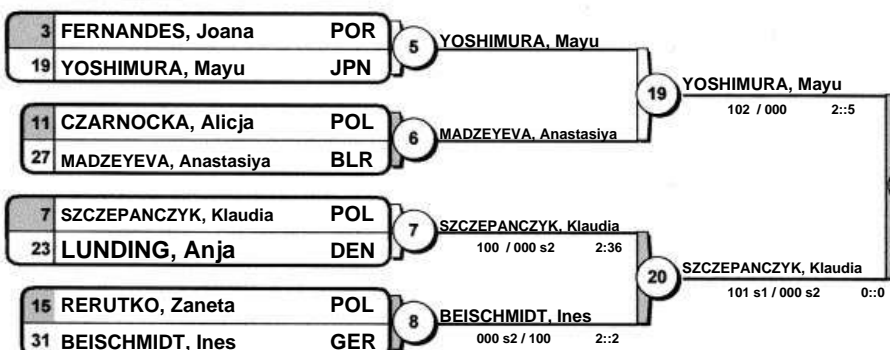 3 FERNANDES, Joana POR
19 YOSHIMURA, Mayu JPN
5
YOSHIMURA, Mayu
11 CZARNOCKA, Alicja POL
27 MADZEYEVA, Anastasiya BLR
6
MADZEYEVA, Anastasiya
19
YOSHIMURA, Mayu
102 / 000 2::5
7 SZCZEPANCZYK, Klaudia POL
23 LUNDING, Anja DEN
7
SZCZEPANCZYK, Klaudia
100 / 000 s2 2:36
15 RERUTKO, Zaneta POL
31 BEISCHMIDT, Ines GER
8
BEISCHMIDT, Ines
000 s2 / 100 2::2
20
SZCZEPANCZYK, Klaudia
101 s1 / 000 s2 0::0